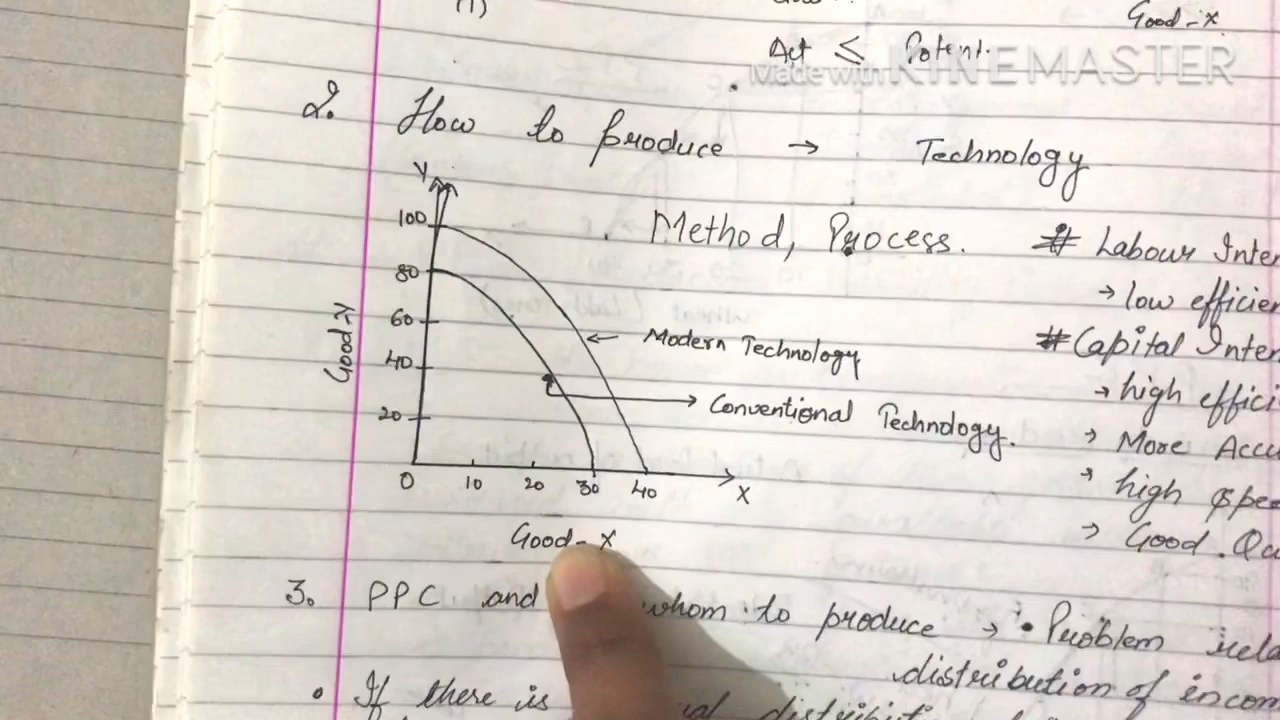 (1)
Good-x
Act ≤ Potent.
Made with KINEMASTER
2. How to produce → Technology
Method, Process.
Y
100
80
60
40
20
0 10 20 30 40 X
Good-Y
Good-X
← Modern Technology
→ Conventional Technology.
# Labour Inten
→ low efficien
# Capital Inten
→ high effici
→ More Accu
→ high Spee
→ Good Qua
3. PPC and whom to produce → • Problem rela
distribution of incom
• If there is